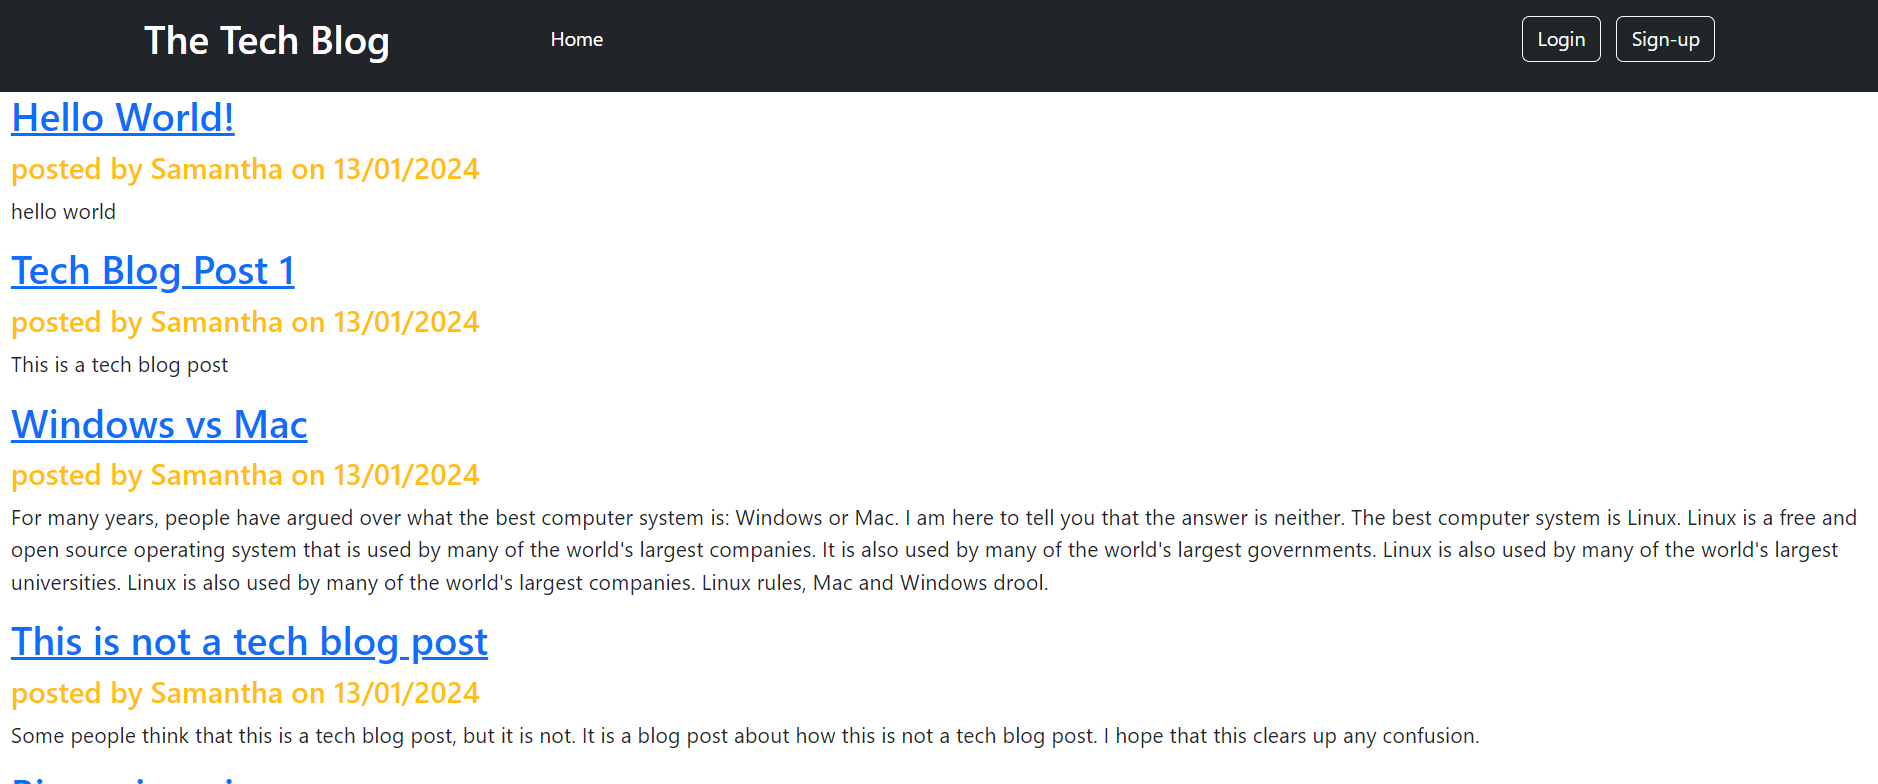 The Tech Blog
Home
Login
Sign-up
Hello World!
posted by Samantha on 13/01/2024
hello world
Tech Blog Post 1
posted by Samantha on 13/01/2024
This is a tech blog post
Windows vs Mac
posted by Samantha on 13/01/2024
For many years, people have argued over what the best computer system is: Windows or Mac. I am here to tell you that the answer is neither. The best computer system is Linux. Linux is a free and
open source operating system that is used by many of the world's largest companies. It is also used by many of the world's largest governments. Linux is also used by many of the world's largest
universities. Linux is also used by many of the world's largest companies. Linux rules, Mac and Windows drool.
This is not a tech blog post
posted by Samantha on 13/01/2024
Some people think that this is a tech blog post, but it is not. It is a blog post about how this is not a tech blog post. I hope that this clears up any confusion.